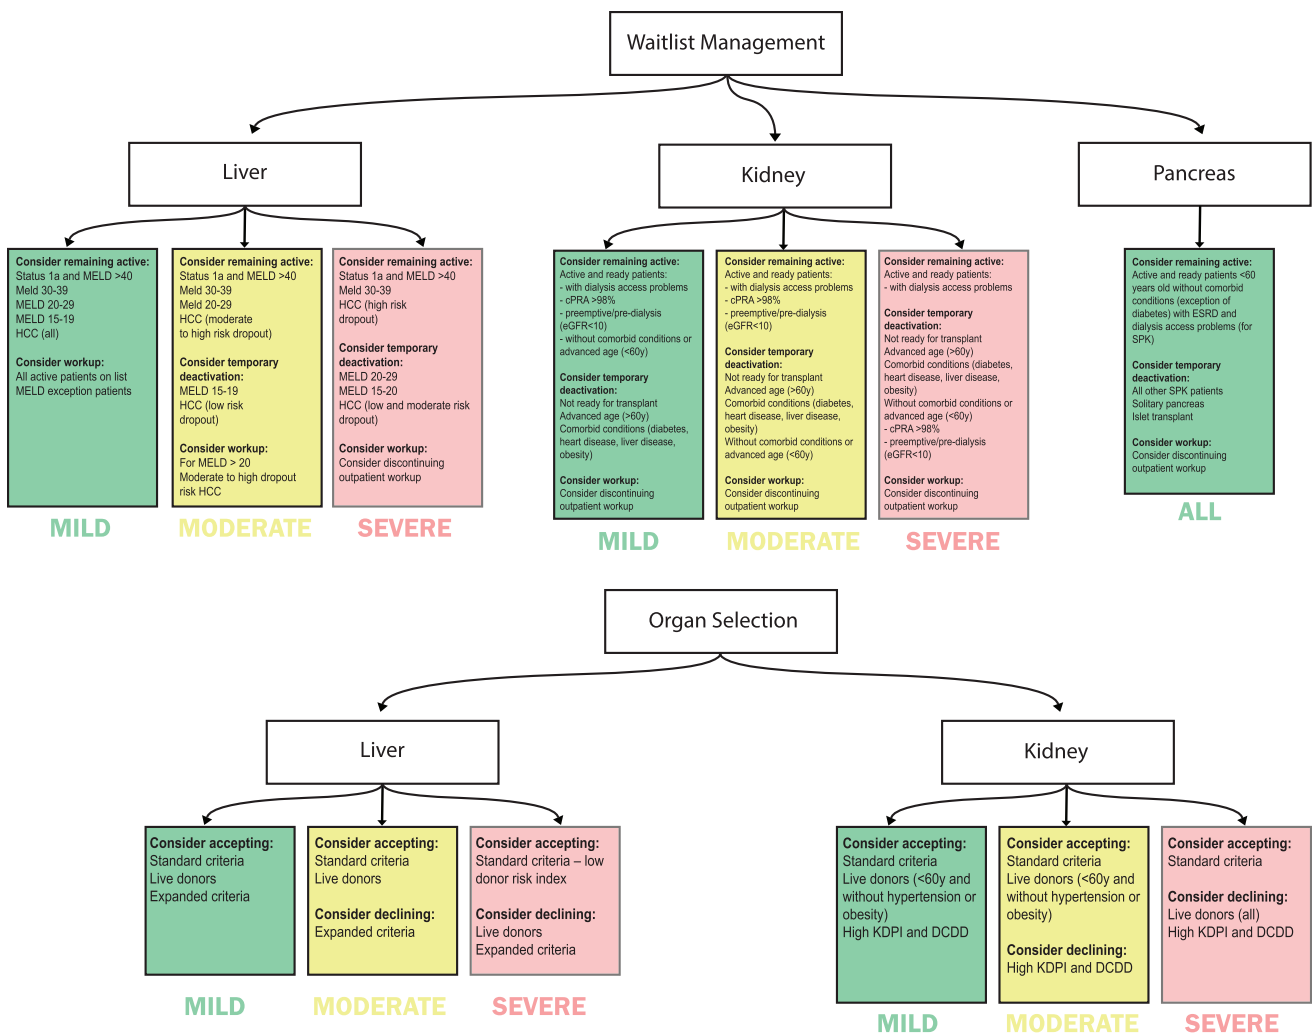 Waitlist Management
Liver
Kidney
Pancreas
Consider remaining active:
Status 1a and MELD >40
Meld 30-39
MELD 20-29
MELD 15-19
HCC (all)
Consider workup:
All active patients on list
MELD exception patients
MILD
Consider remaining active:
Status 1a and MELD >40
Meld 30-39
Meld 20-29
HCC (moderate
to high risk dropout)
Consider temporary
deactivation:
MELD 15-19
HCC (low risk
dropout)
Consider workup:
For MELD > 20
Moderate to high dropout
risk HCC
MODERATE
Consider remaining active:
Status 1a and MELD >40
Meld 30-39
HCC (high risk
dropout)
Consider temporary
deactivation:
MELD 20-29
MELD 15-20
HCC (low and moderate risk
dropout)
Consider workup:
Consider discontinuing
outpatient workup
SEVERE
Consider remaining active:
Active and ready patients:
- with dialysis access problems
- cPRA >98%
- preemptive/pre-dialysis
(eGFR<10)
- without comorbid conditions or
advanced age (<60y)
Consider temporary
deactivation:
Not ready for transplant
Advanced age (>60y)
Comorbid conditions (diabetes,
heart disease, liver disease,
obesity)
Consider workup:
Consider discontinuing
outpatient workup
MILD
Consider remaining active:
Active and ready patients:
- with dialysis access problems
- cPRA >98%
- preemptive/pre-dialysis
(eGFR<10)
Consider temporary
deactivation:
Not ready for transplant
Advanced age (>60y)
Comorbid conditions (diabetes,
heart disease, liver disease,
obesity)
Without comorbid conditions or
advanced age (<60y)
Consider workup:
Consider discontinuing
outpatient workup
MODERATE
Consider remaining active:
Active and ready patients:
- with dialysis access problems
Consider temporary
deactivation:
Not ready for transplant
Advanced age (>60y)
Comorbid conditions (diabetes,
heart disease, liver disease,
obesity)
Without comorbid conditions or
advanced age (<60y)
- cPRA >98%
- preemptive/pre-dialysis
(eGFR<10)
Consider workup:
Consider discontinuing
outpatient workup
SEVERE
Consider remaining active:
Active and ready patients <60
years old without comorbid
conditions (exception of
diabetes) with ESRD and
dialysis access problems (for
SPK)
Consider temporary
deactivation:
All other SPK patients
Solitary pancreas
Islet transplant
Consider workup:
Consider discontinuing
outpatient workup
ALL
Organ Selection
Liver
Kidney
Consider accepting:
Standard criteria
Live donors
Expanded criteria
MILD
Consider accepting:
Standard criteria
Live donors
Consider declining:
Expanded criteria
MODERATE
Consider accepting:
Standard criteria – low
donor risk index
Consider declining:
Live donors
Expanded criteria
SEVERE
Consider accepting:
Standard criteria
Live donors (<60y and
without hypertension or
obesity)
High KDPI and DCDD
MILD
Consider accepting:
Standard criteria
Live donors (<60y and
without hypertension or
obesity)
Consider declining:
High KDPI and DCDD
MODERATE
Consider accepting:
Standard criteria
Consider declining:
Live donors (all)
High KDPI and DCDD
SEVERE